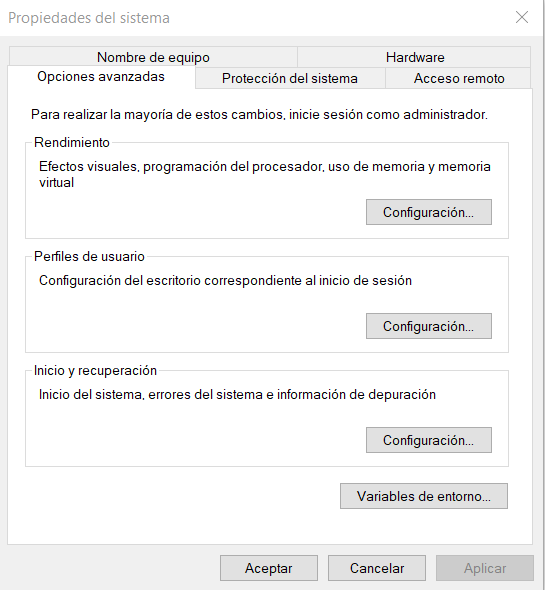 Propiedades del sistema
Nombre de equipo
Hardware
Opciones avanzadas
Protección del sistema
Acceso remoto
Para realizar la mayoría de estos cambios, inicie sesión como administrador.
Rendimiento
Efectos visuales, programación del procesador, uso de memoria y memoria
virtual
Configuración...
Perfiles de usuario
Configuración del escritorio correspondiente al inicio de sesión
Configuración...
Inicio y recuperación
Inicio del sistema, errores del sistema e información de depuración
Configuración...
Variables de entorno...
Aceptar
Cancelar
Aplicar